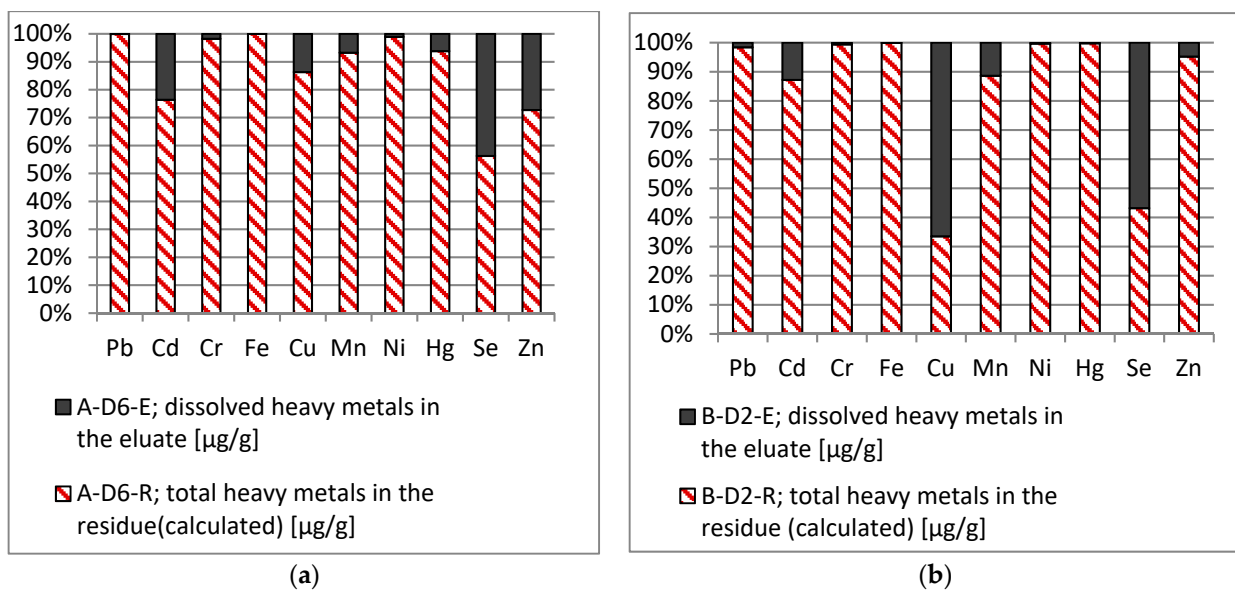 100%
90%
80%
70%
60%
50%
40%
30%
20%
10%
0%
Pb Cd Cr Fe Cu Mn Ni Hg Se Zn
A-D6-E; dissolved heavy metals in
the eluate [µg/g]
A-D6-R; total heavy metals in the
residue(calculated) [µg/g]
(a)
100%
90%
80%
70%
60%
50%
40%
30%
20%
10%
0%
Pb Cd Cr Fe Cu Mn Ni Hg Se Zn
B-D2-E; dissolved heavy metals in
the eluate [µg/g]
B-D2-R; total heavy metals in the
residue (calculated) [µg/g]
(b)